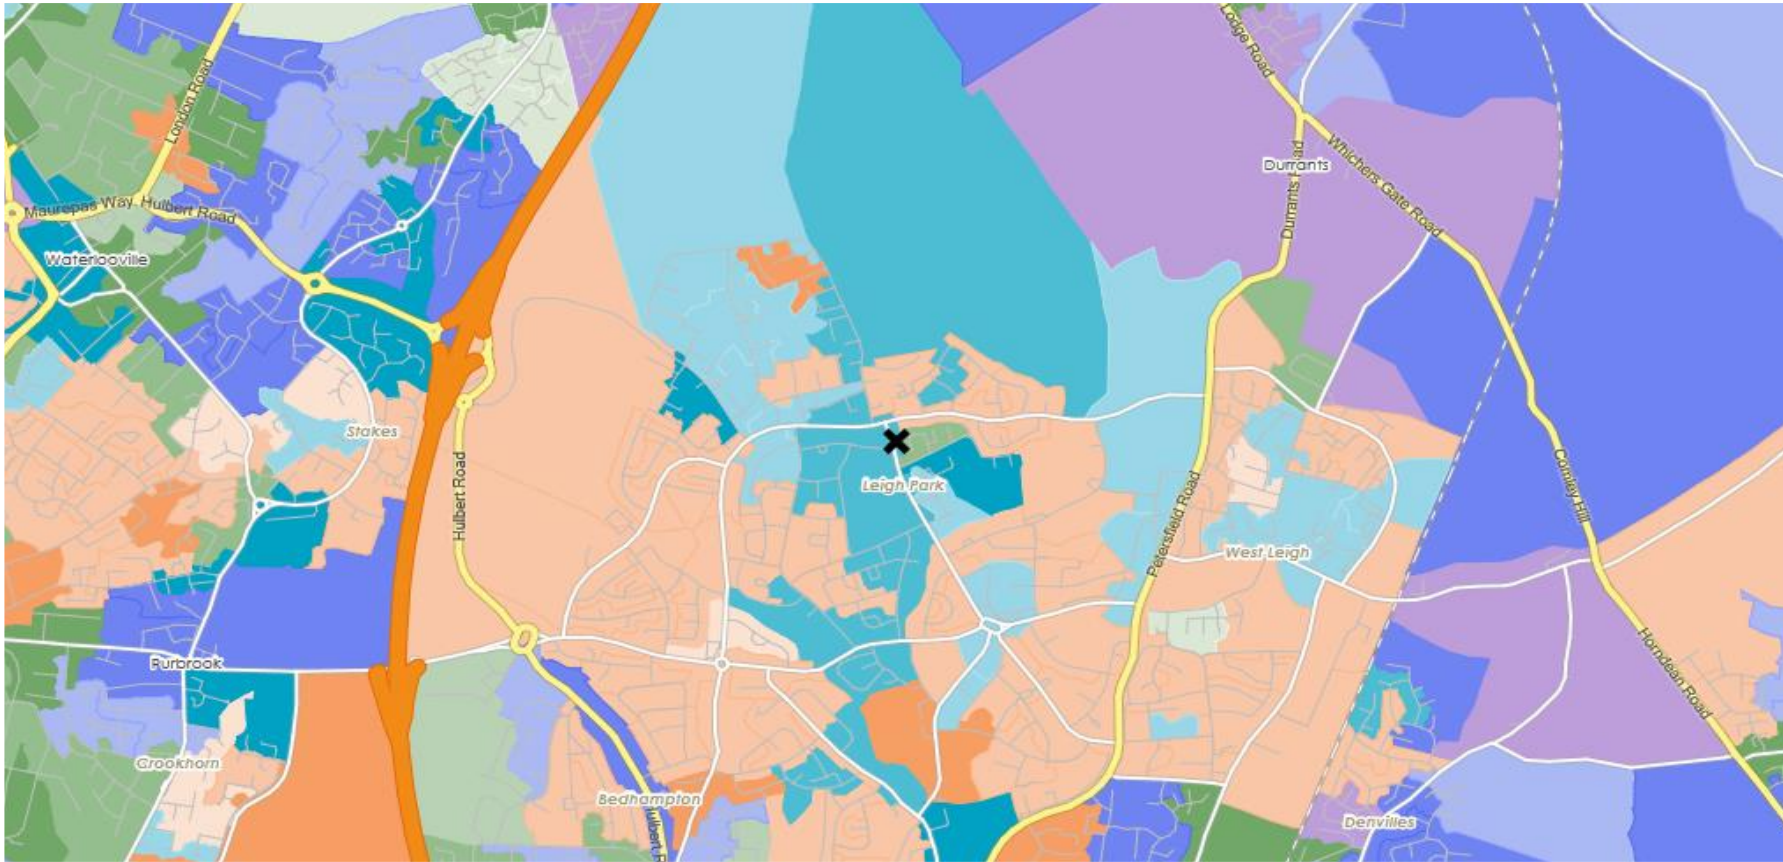 Lodge Road
London Road
Durrants
Durrants Road
Whichers Gate Road
Maurepas Way
Hulbert Road
Waterlooville
Stakes
Hulbert Road
Leigh Park
Petersfield Road
Comley Hill
West Leigh
Purbrook
Horndean Road
Crookhorn
Bedhampton
Hulbert R
Denvilles